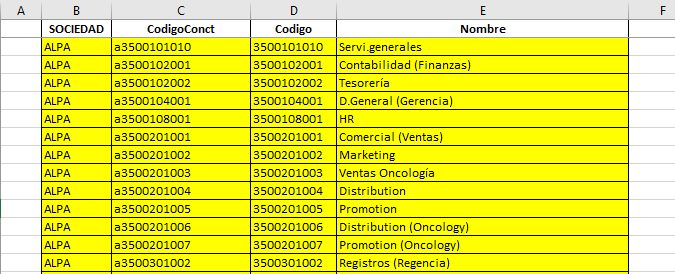 A B C D E F
SOCIEDAD CodigoConct Codigo Nombre
ALPA a3500101010 3500101010 Servi.generales
ALPA a3500102001 3500102001 Contabilidad (Finanzas)
ALPA a3500102002 3500102002 Tesorería
ALPA a3500104001 3500104001 D.General (Gerencia)
ALPA a3500108001 3500108001 HR
ALPA a3500201001 3500201001 Comercial (Ventas)
ALPA a3500201002 3500201002 Marketing
ALPA a3500201003 3500201003 Ventas Oncología
ALPA a3500201004 3500201004 Distribution
ALPA a3500201005 3500201005 Promotion
ALPA a3500201006 3500201006 Distribution (Oncology)
ALPA a3500201007 3500201007 Promotion (Oncology)
ALPA a3500301002 3500301002 Registros (Regencia)